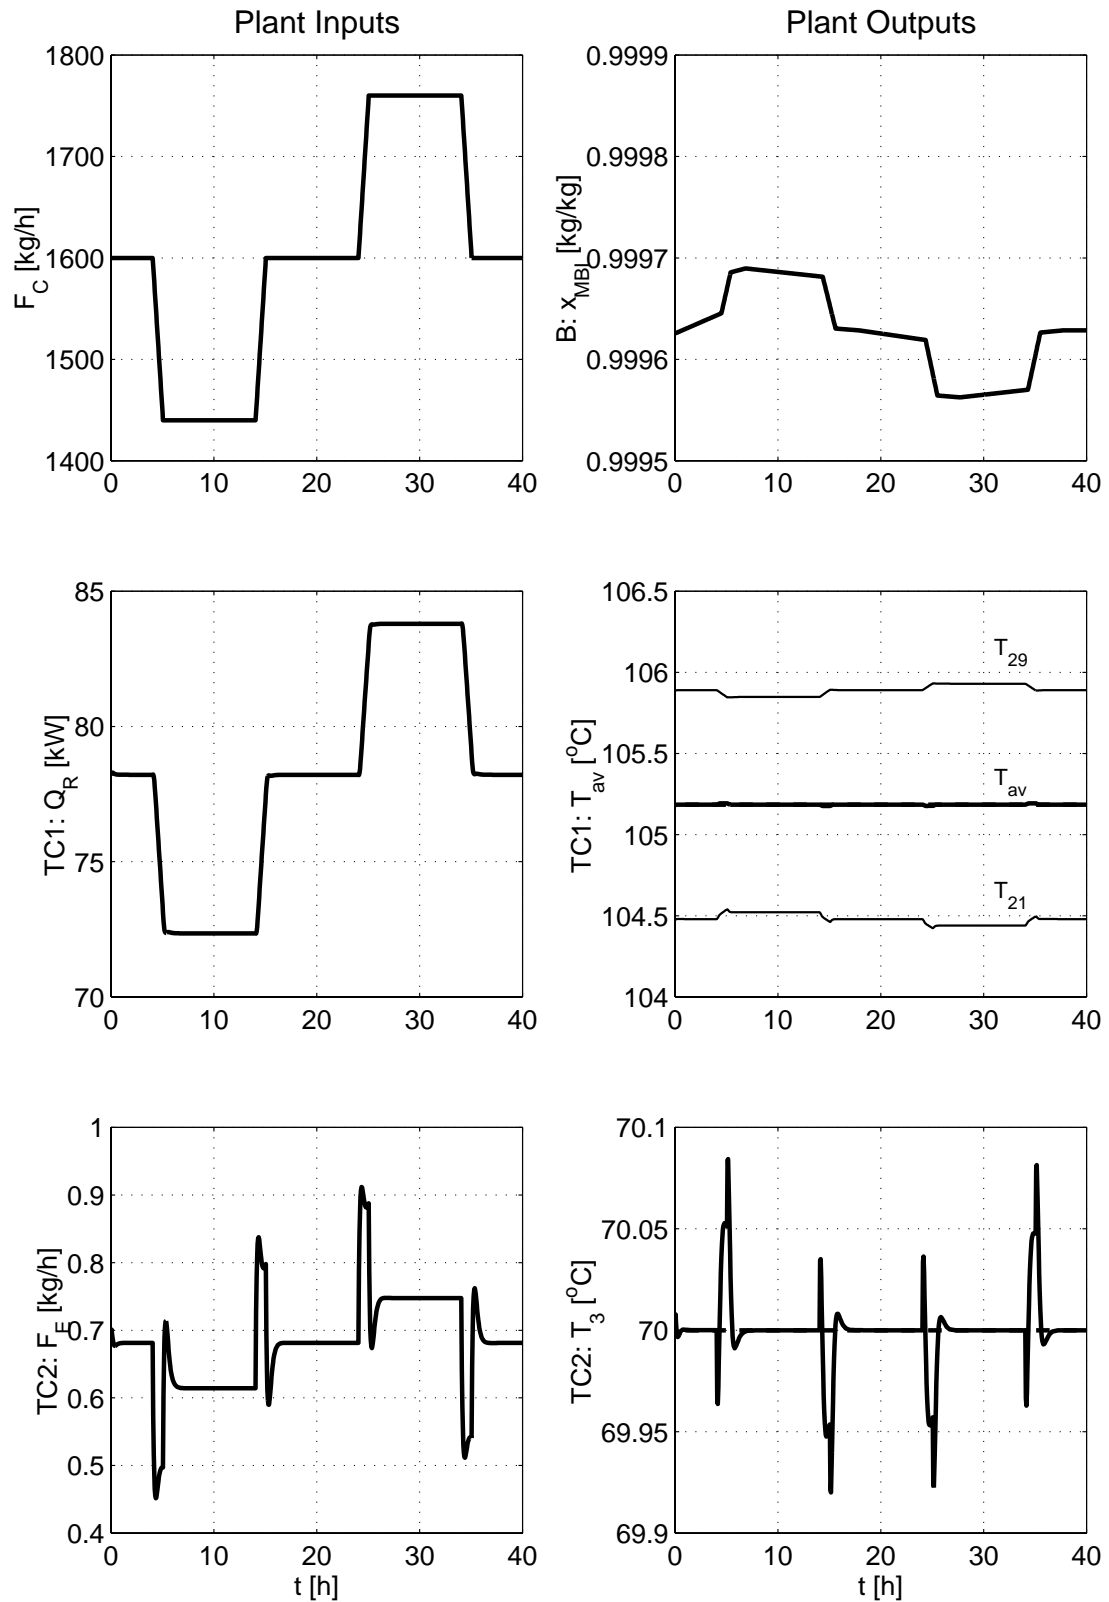 Plant Inputs
Plant Outputs
F_C [kg/h]
1800
1700
1600
1500
1400
0 10 20 30 40
B: x_MBL [kg/kg]
0.9999
0.9998
0.9997
0.9996
0.9995
0 10 20 30 40
TC1: Q_R [kW]
85
80
75
70
0 10 20 30 40
TC1: T_av [°C]
106.5
106
105.5
105
104.5
104
T_29
T_av
T_21
0 10 20 30 40
TC2: F_E [kg/h]
1
0.9
0.8
0.7
0.6
0.5
0.4
0 10 20 30 40
t [h]
TC2: T_3 [°C]
70.1
70.05
70
69.95
69.9
0 10 20 30 40
t [h]